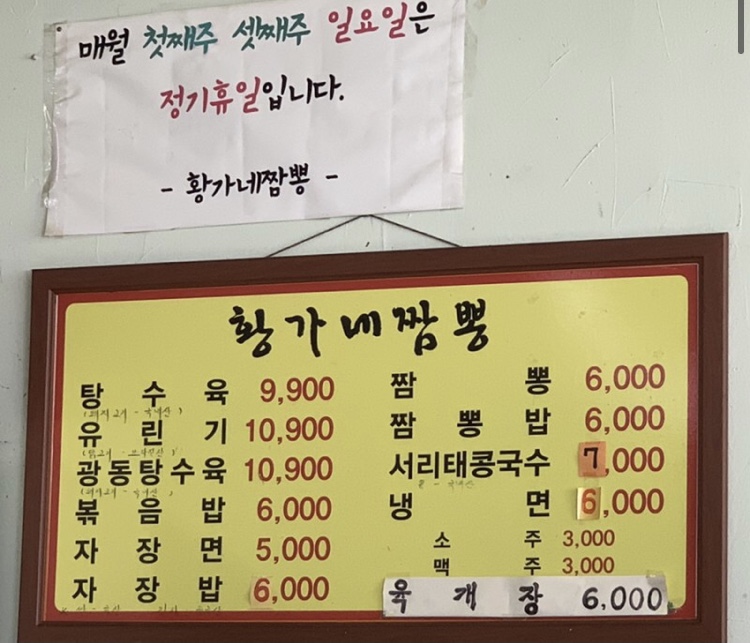 매월 첫째주 셋째주 일요일은
정기휴일입니다.
- 황가네짬뽕 -
황가네짬뽕
탕수육 9,900
유린기 10,900
광동탕수육 10,900
볶음밥 6,000
자장면 5,000
자장밥 6,000
짬뽕 6,000
짬뽕밥 6,000
서리태콩국수 7,000
냉면 6,000
소주 3,000
맥주 3,000
육개장 6,000